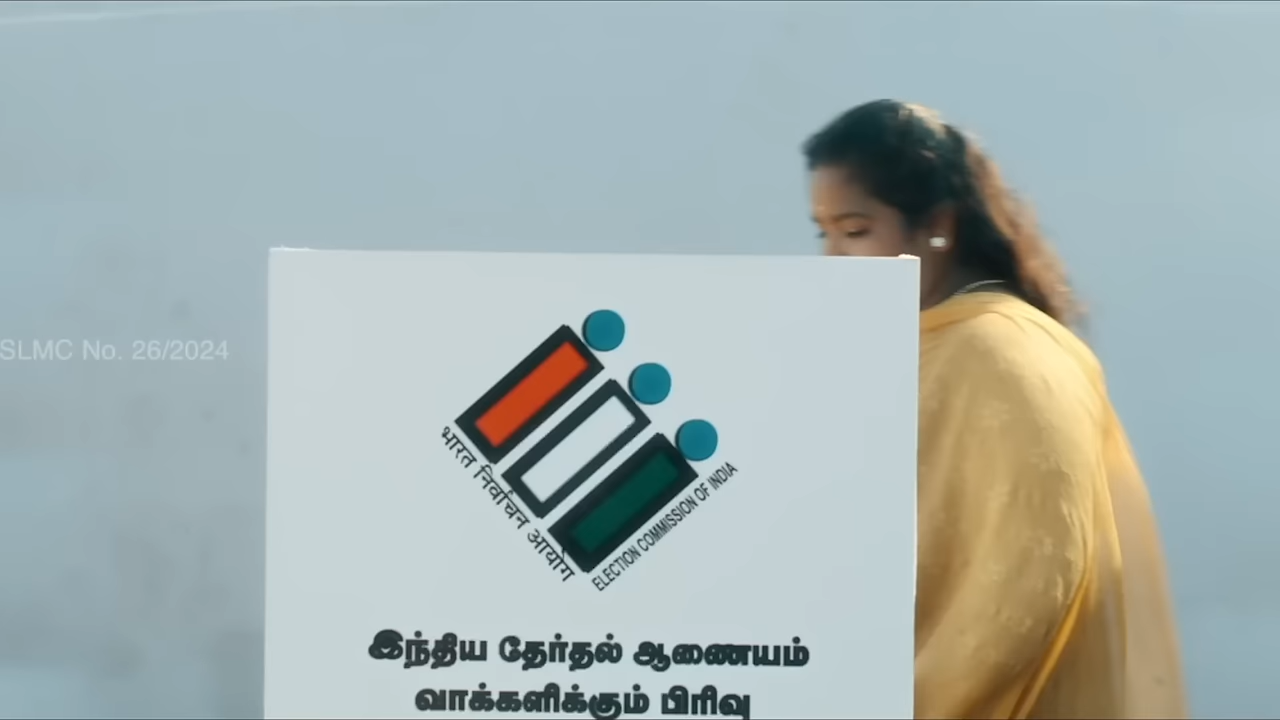 SLMC No. 26/2024
भारत निर्वाचन आयोग
ELECTION COMMISSION OF INDIA
இந்திய தேர்தல் ஆணையம்
வாக்களிக்கும் பிரிவு